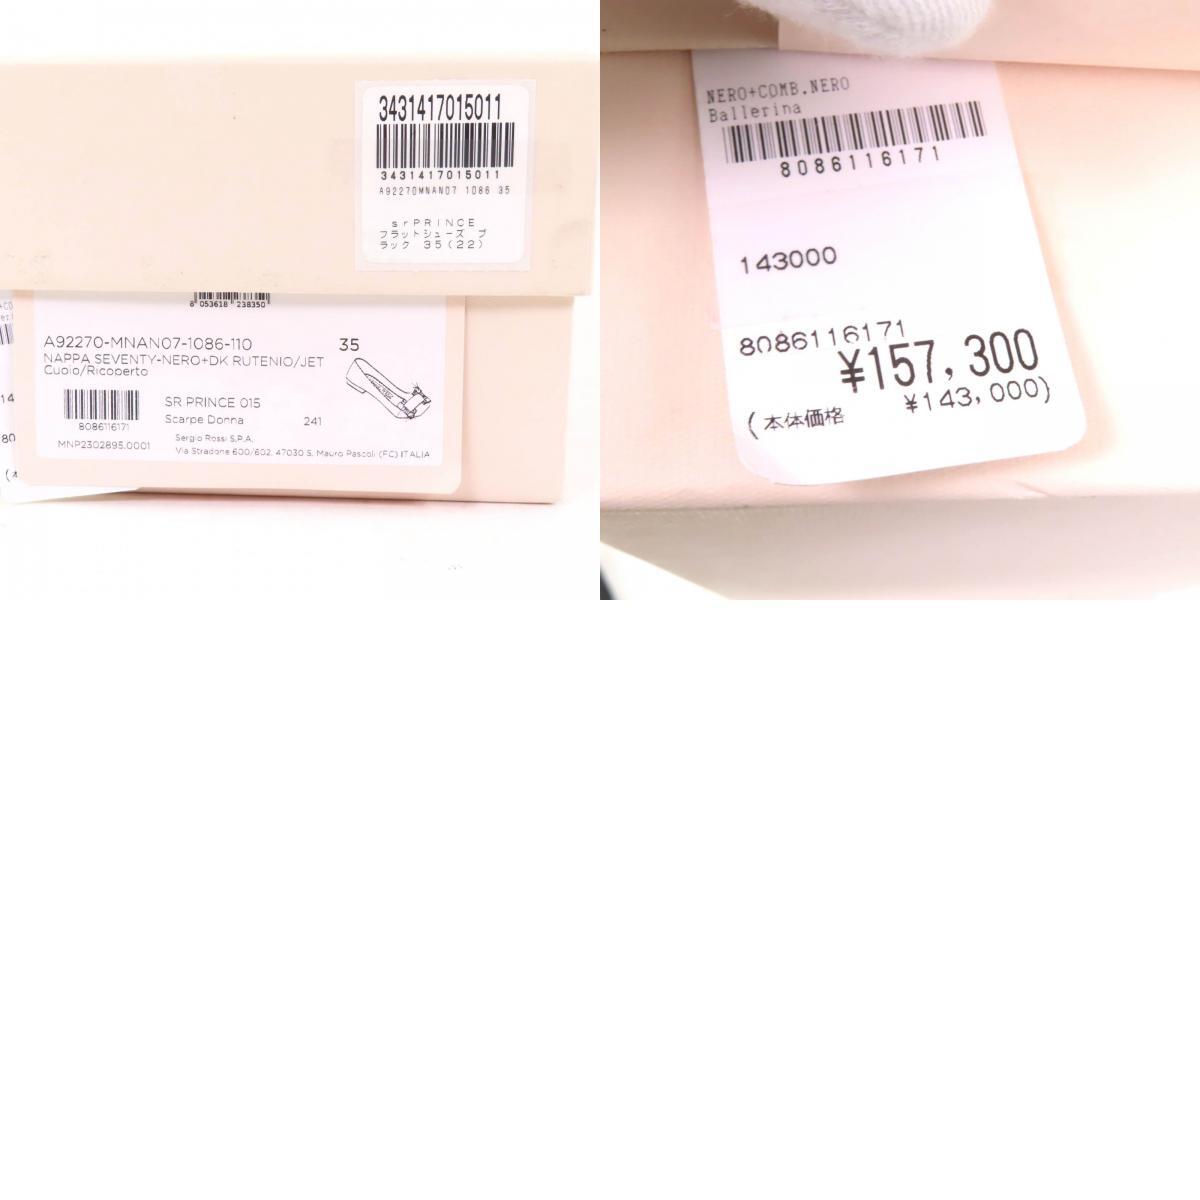 3431417015011
3431417015011
A92270MNAN07 1086 35
srPRINCE
フラットシューズ ブ
ラック 35(22)
8 053618 238350
A92270-MNAN07-1086-110
35
NAPPA SEVENTY-NERO+DK RUTENIO/JET
Cuoio/Ricoperto
SR PRINCE 015
8086116171
Scarpe Donna
241
MNP2302895.0001
Sergio Rossi S.P.A.
Via Stradone 600/602, 47030 S. Mauro Pascoli (FC) ITALIA
NERO+COMB.NERO
Ballerina
8086116171
143000
8086116171
¥157,300
(本体価格 ¥143,000)